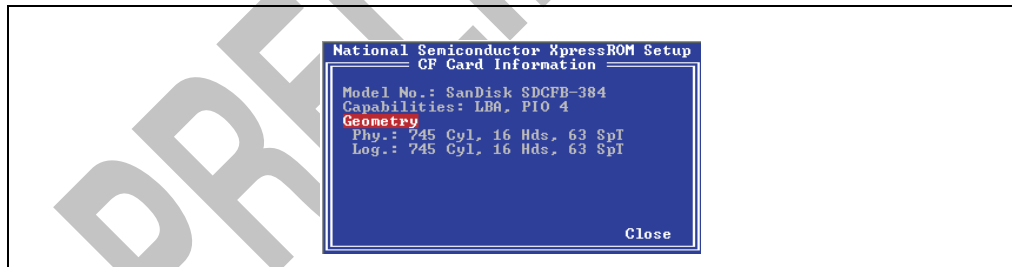 National Semiconductor XpressROM Setup
CF Card Information
Model No.: SanDisk SDCFB-384
Capabilities: LBA, PIO 4
Geometry
Phy.: 745 Cyl, 16 Hds, 63 SpT
Log.: 745 Cyl, 16 Hds, 63 SpT
Close